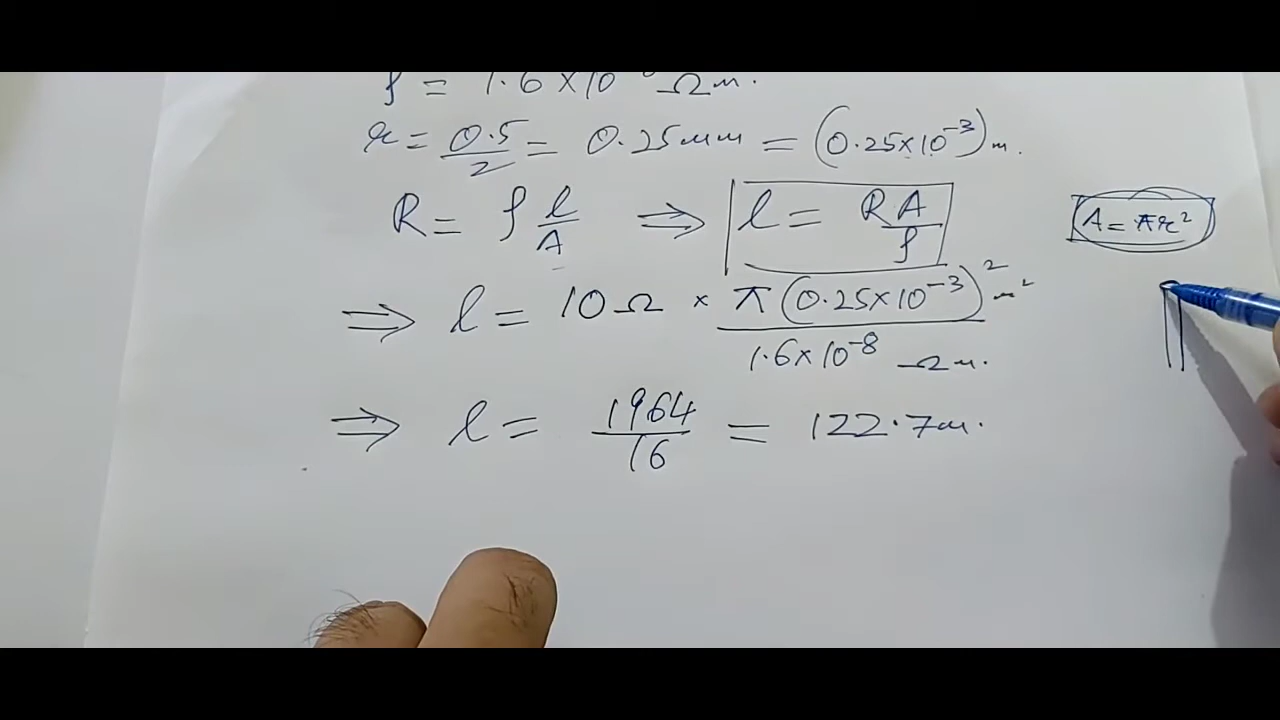 ρ = 1.6 × 10 Ωm.
r = 0.5/2 = 0.25 mm = (0.25×10⁻³) m.
R = ρ l/A ⇒ l = RA/ρ
A = πr²
⇒ l = 10 Ω × π(0.25×10⁻³)² m² / 1.6×10⁻⁸ Ωm.
⇒ l = 1964/16 = 122.7m.